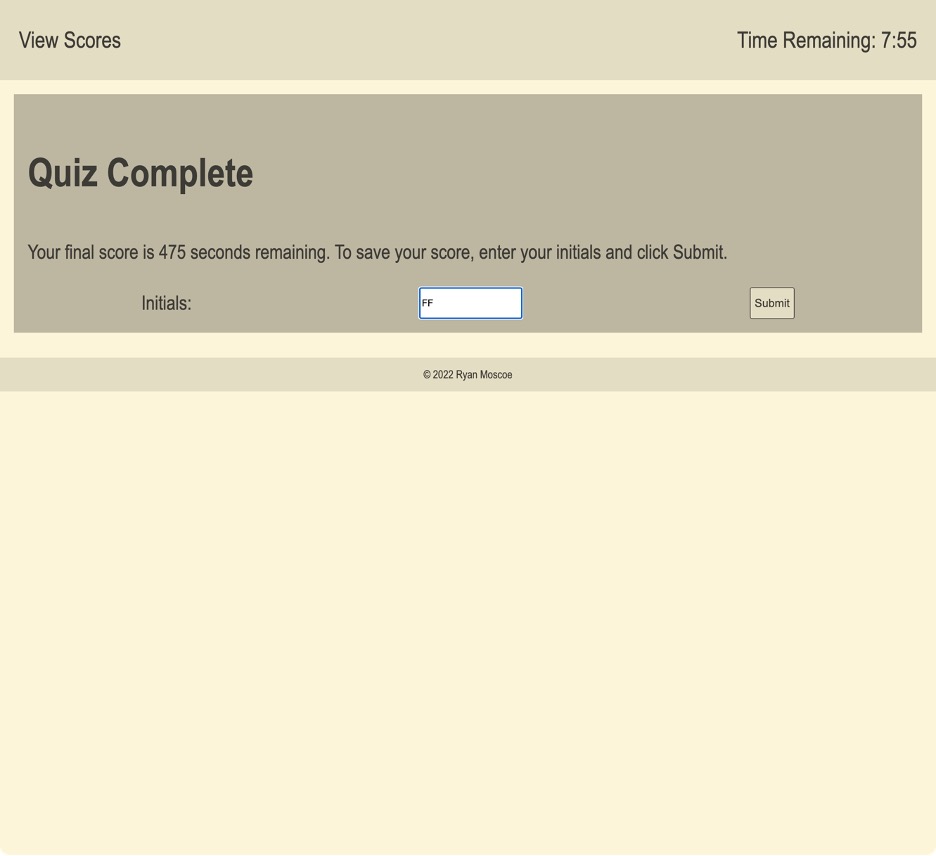 View Scores
Time Remaining: 7:55
Quiz Complete
Your final score is 475 seconds remaining. To save your score, enter your initials and click Submit.
Initials:
FF
Submit
© 2022 Ryan Moscoe